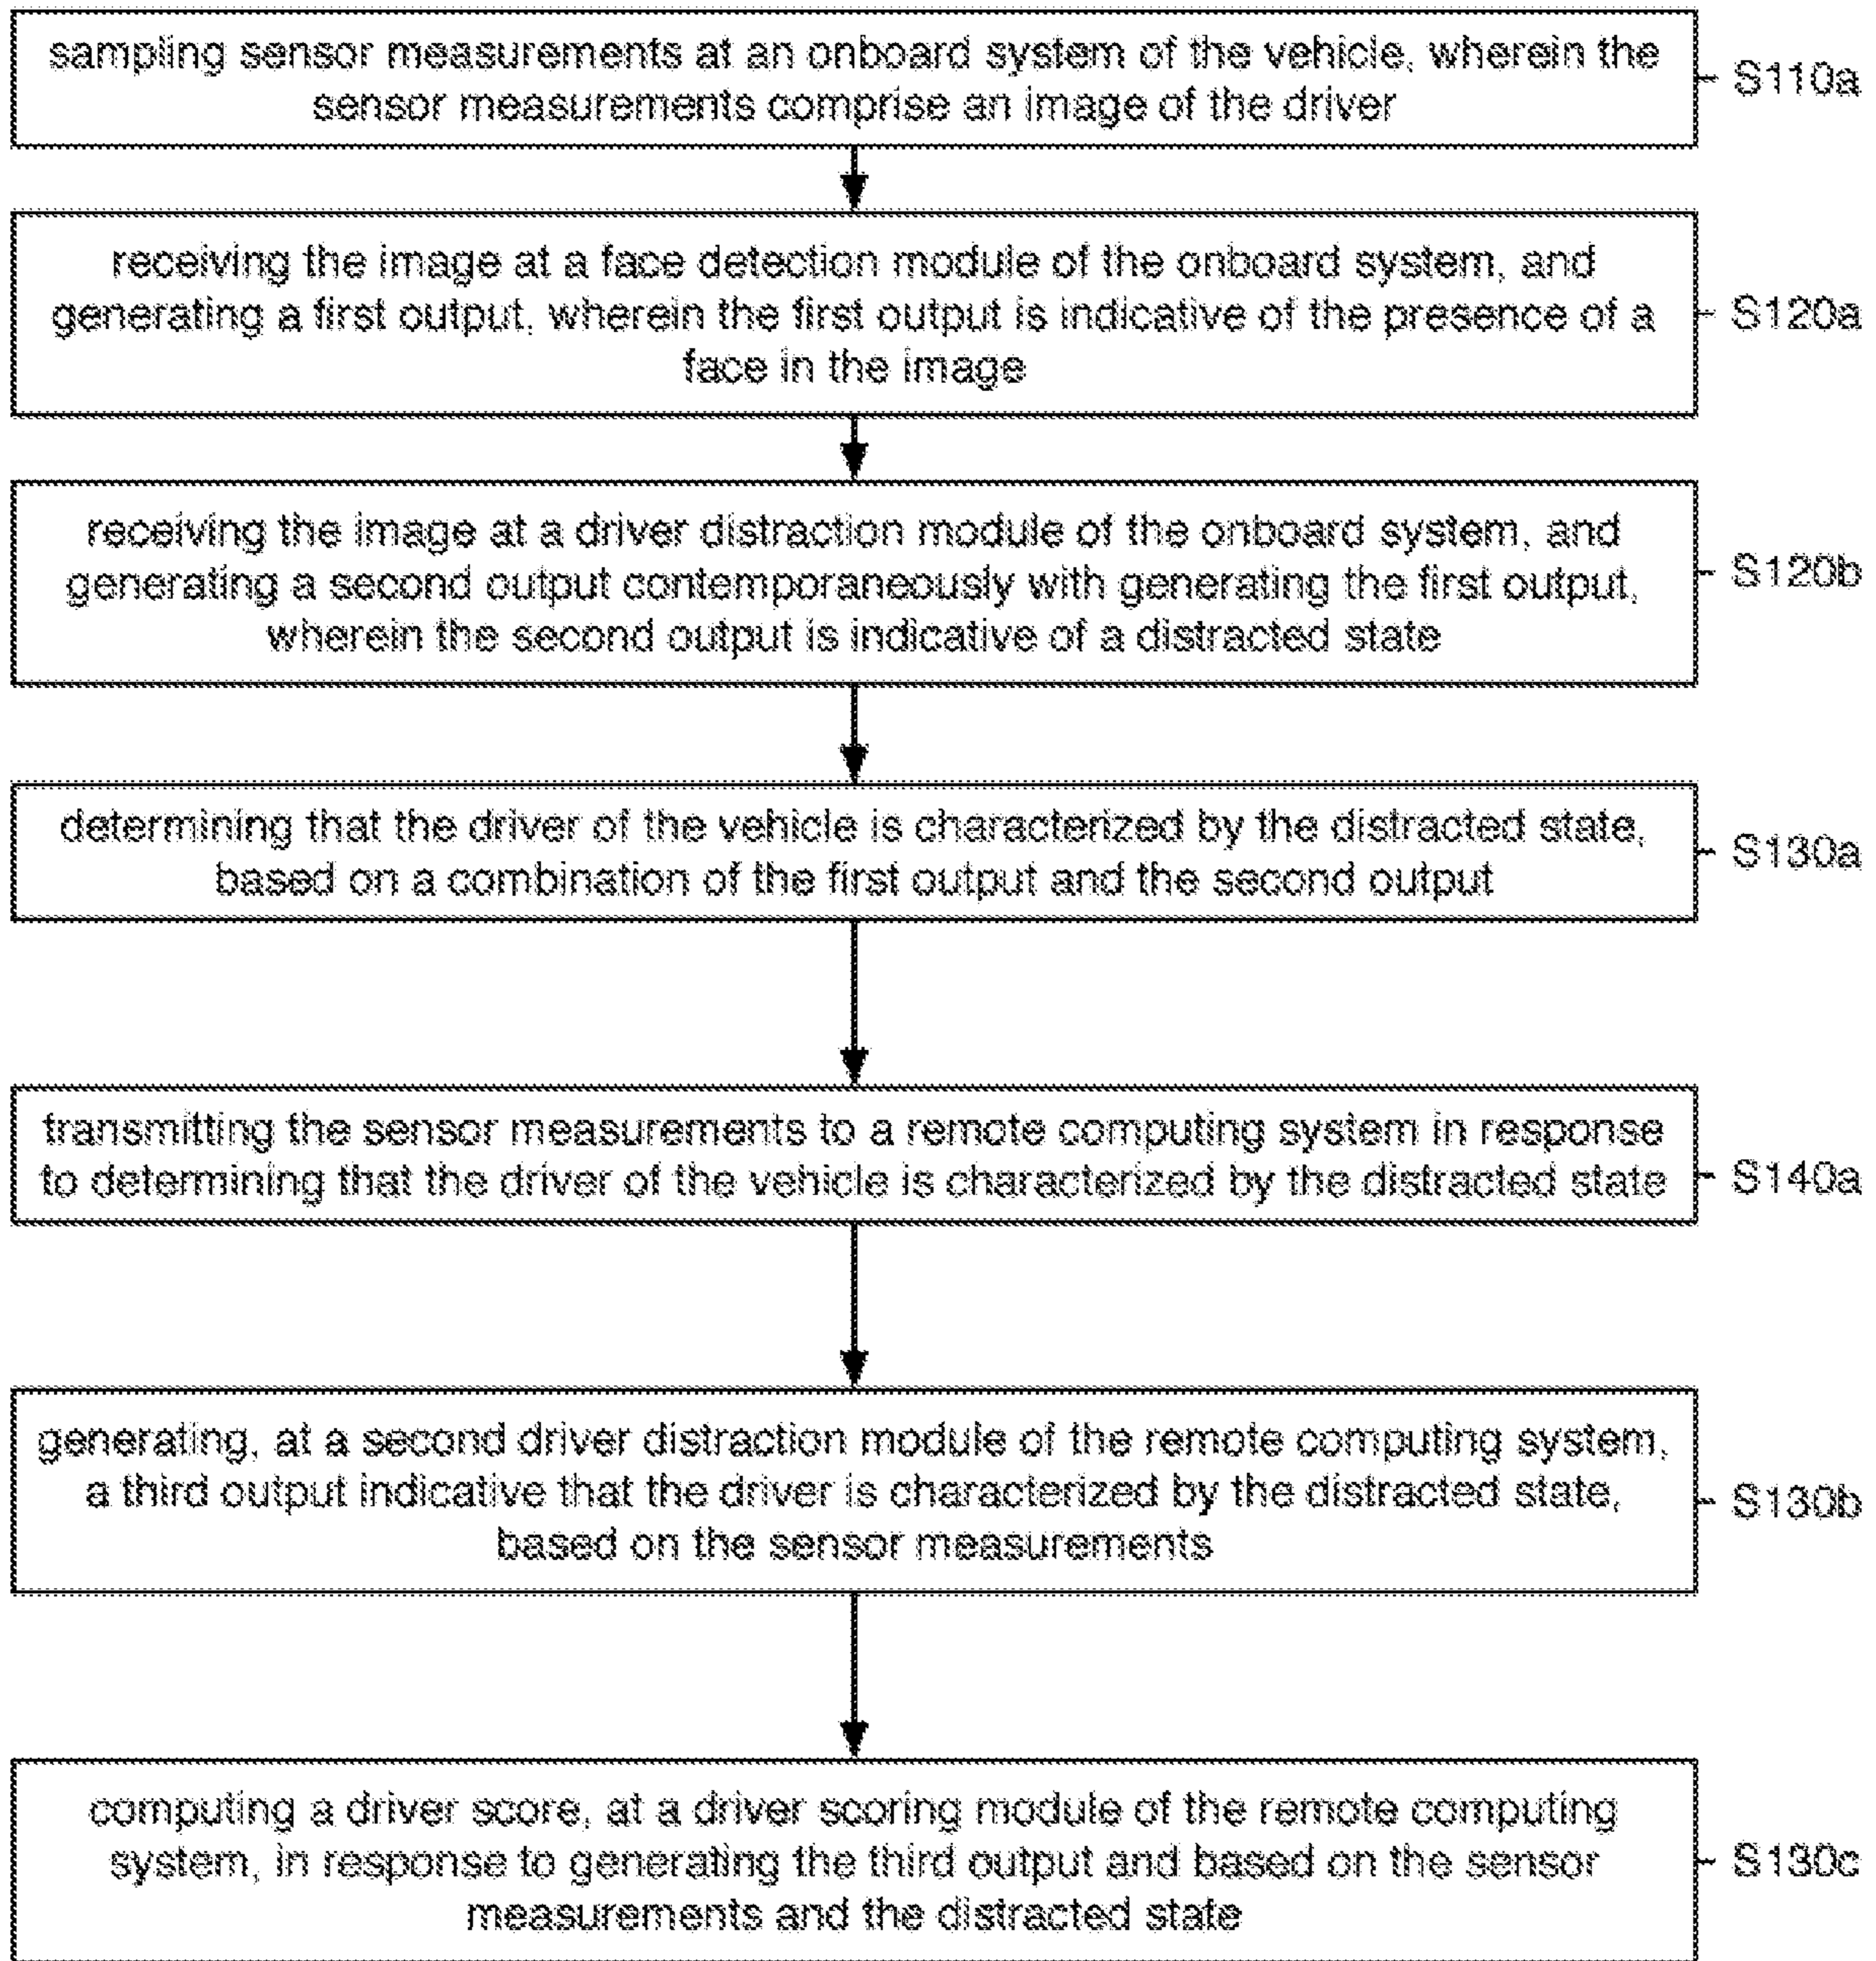 sampling sensor measurements at an onboard system of the vehicle, wherein the
sensor measurements comprise an image of the driver
S110a
receiving the image at a face detection module of the onboard system, and
generating a first output, wherein the first output is indicative of the presence of a
face in the image
S120a
receiving the image at a driver distraction module of the onboard system, and
generating a second output contemporaneously with generating the first output,
wherein the second output is indicative of a distracted state
S120b
determining that the driver of the vehicle is characterized by the distracted state,
based on a combination of the first output and the second output
S130a
transmitting the sensor measurements to a remote computing system in response
to determining that the driver of the vehicle is characterized by the distracted state
S140a
generating, at a second driver distraction module of the remote computing system,
a third output indicative that the driver is characterized by the distracted state,
based on the sensor measurements
S130b
computing a driver score, at a driver scoring module of the remote computing
system, in response to generating the third output and based on the sensor
measurements and the distracted state
S130c